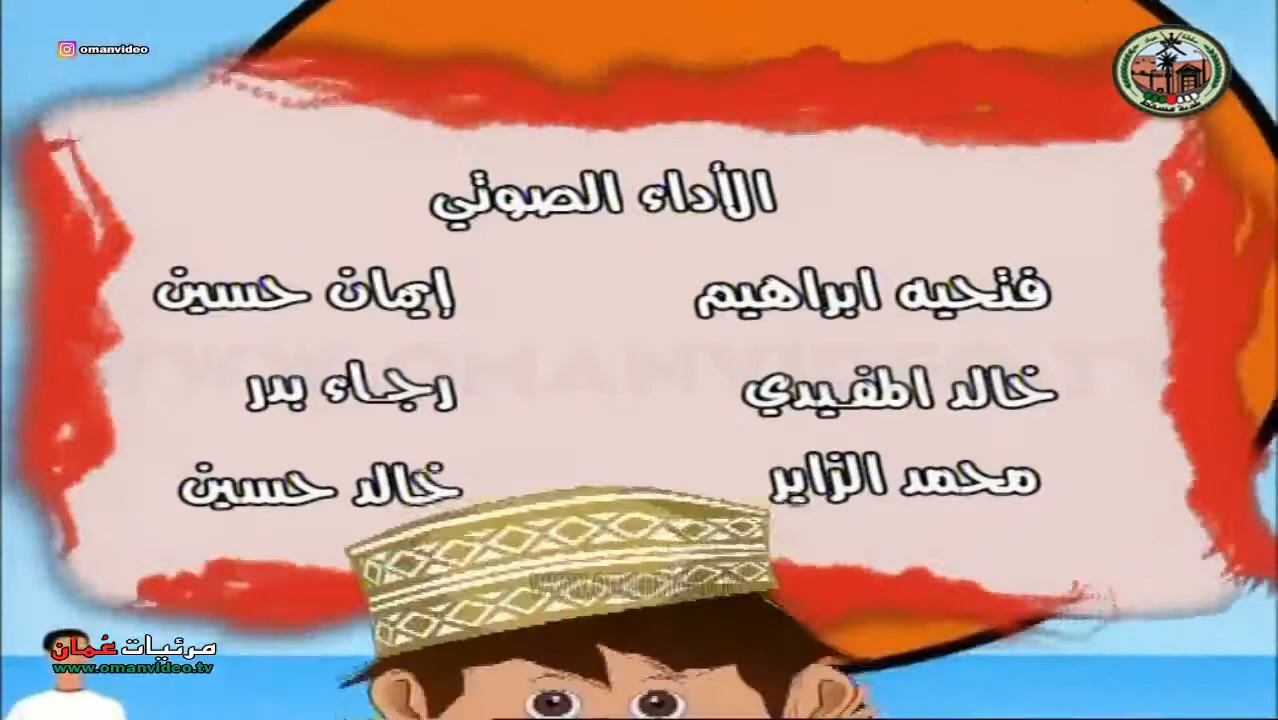 omanvideo
الأداء الصوتي
فتحيه ابراهيم
إيمان حسين
خالد المفيدي
رجاء بدر
محمد الزاير
خالد حسين
مرئيات عُمان
www.omanvideo.tv